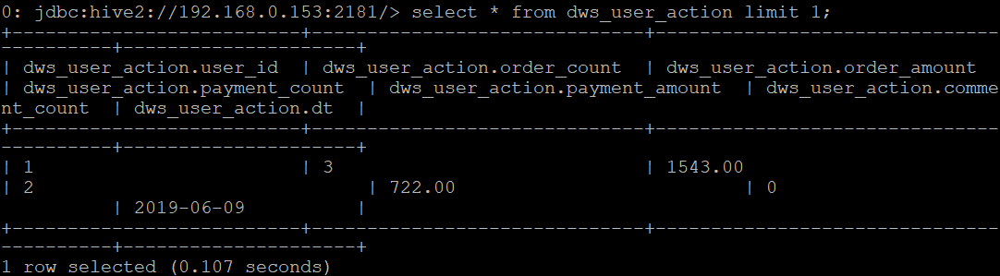 0: jdbc:hive2://192.168.0.153:2181/> select * from dws_user_action limit 1;
+--------------------------+------------------------------+-------------------------------
----------+---------------------+
| dws_user_action.user_id | dws_user_action.order_count | dws_user_action.order_amount
| dws_user_action.payment_count | dws_user_action.payment_amount | dws_user_action.comme
nt_count | dws_user_action.dt |
+--------------------------+------------------------------+-------------------------------
----------+---------------------+
| 1 | 3 | 1543.00
| 2 | 722.00 | 0
| 2019-06-09 |
+--------------------------+------------------------------+-------------------------------
----------+---------------------+
1 row selected (0.107 seconds)